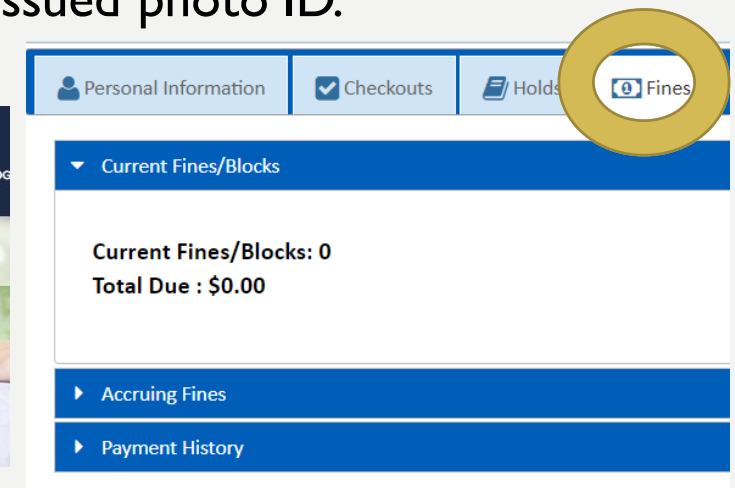 issued photo ID.
Personal Information Checkouts Holds Fines
Current Fines/Blocks
Current Fines/Blocks: 0
Total Due : $0.00
Accruing Fines
Payment History